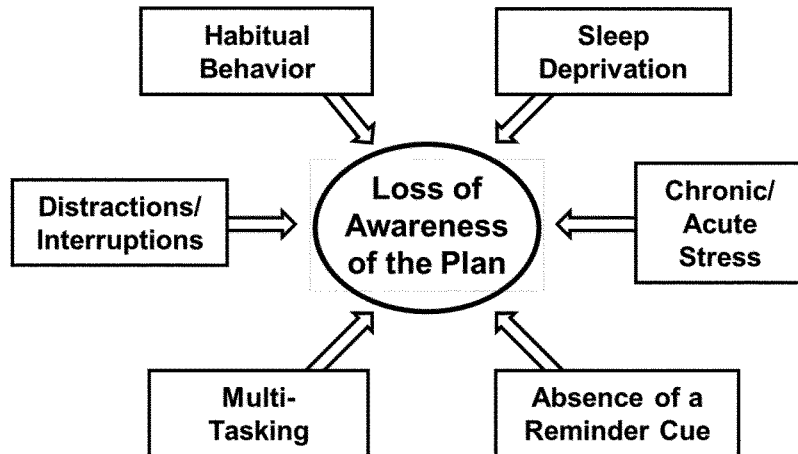 Habitual
Behavior
Sleep
Deprivation
Distractions/
Interruptions
Loss of
Awareness
of the Plan
Chronic/
Acute
Stress
Multi-
Tasking
Absence of a
Reminder Cue